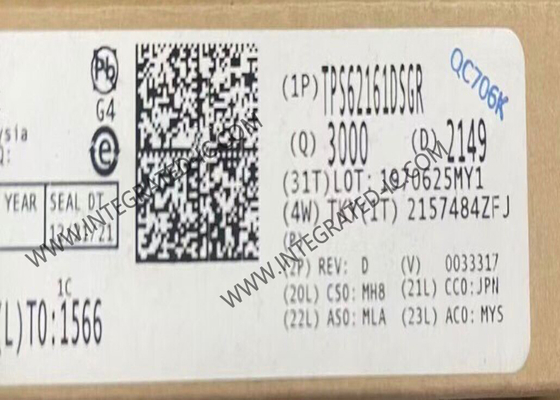 Pb
G4
e
ysia
Q:
YEAR SEAL DT
1C
(L)TO:1566
(1P)TPS62161DSGR
(Q) 3000 (D) 2149
(31T)LOT: 1970625MY1
(4W) TKY(1T) 2157484ZFJ
(P)
(2P) REV: D (V) 0033317
(20L) CSO: MH8 (21L) CCO:JPN
(22L) ASO: MLA (23L) ACO: MYS
QC706K
WWW.INTEGRATED-IC.COM
WWW.INTEGRATED-IC.COM